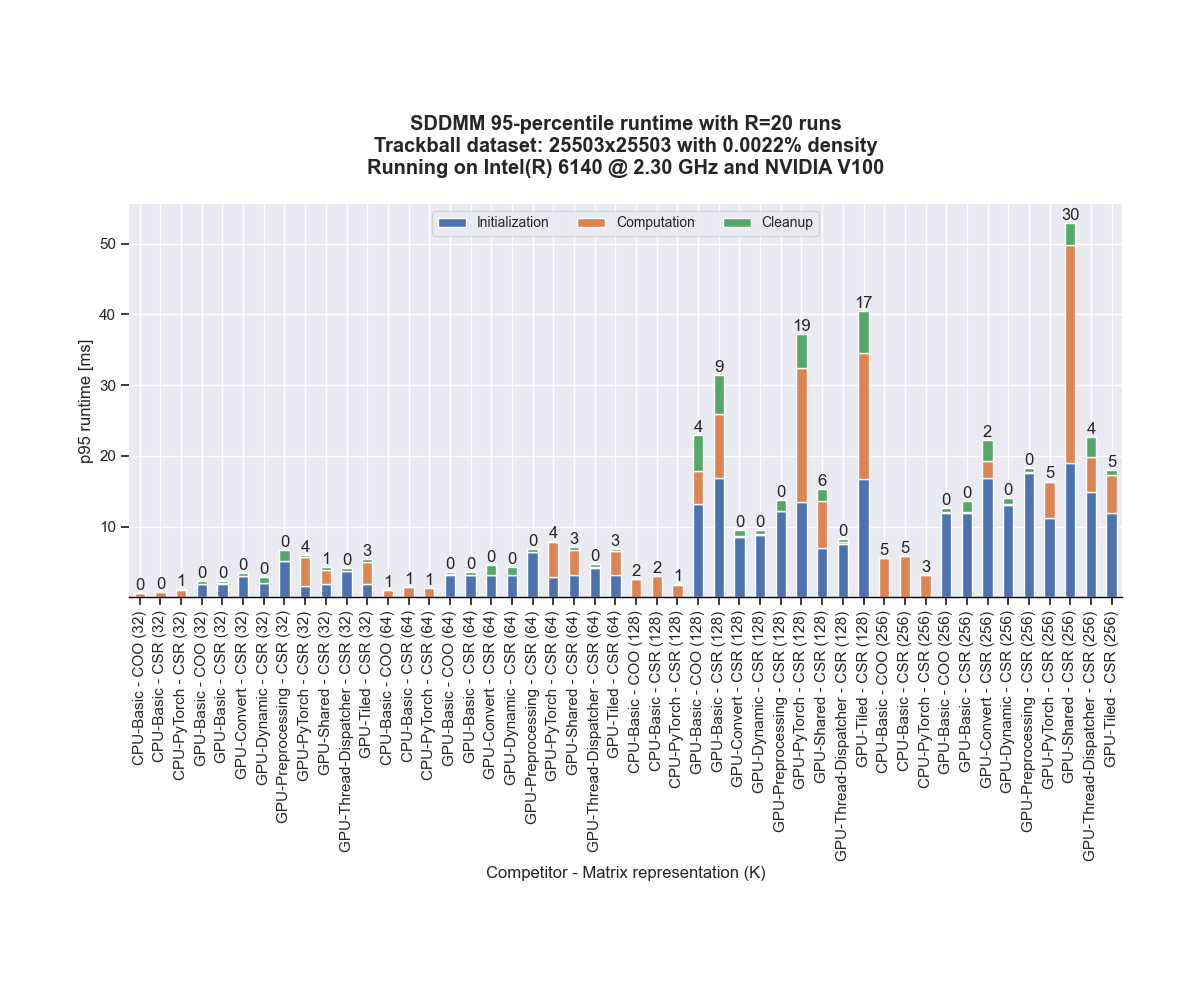 SDDMM 95-percentile runtime with R=20 runs
Trackball dataset: 25503x25503 with 0.0022% density
Running on Intel(R) 6140 @ 2.30 GHz and NVIDIA V100
Initialization Computation Cleanup
p95 runtime [ms]
50
40
30
20
10
0 0 1 0 0 0 0 0 4 1 0 3 1 1 1 0 0 0 0 0 4 3 0 3 2 2 1 4 9 0 0 0 19 6 0 17 5 5 3 0 0 2 0 0 5 30 4 5
CPU-Basic - COO (32)
CPU-Basic - CSR (32)
CPU-PyTorch - CSR (32)
GPU-Basic - COO (32)
GPU-Basic - CSR (32)
GPU-Convert - CSR (32)
GPU-Dynamic - CSR (32)
GPU-Preprocessing - CSR (32)
GPU-PyTorch - CSR (32)
GPU-Shared - CSR (32)
GPU-Thread-Dispatcher - CSR (32)
GPU-Tiled - CSR (32)
CPU-Basic - COO (64)
CPU-Basic - CSR (64)
CPU-PyTorch - CSR (64)
GPU-Basic - COO (64)
GPU-Basic - CSR (64)
GPU-Convert - CSR (64)
GPU-Dynamic - CSR (64)
GPU-Preprocessing - CSR (64)
GPU-PyTorch - CSR (64)
GPU-Shared - CSR (64)
GPU-Thread-Dispatcher - CSR (64)
GPU-Tiled - CSR (64)
CPU-Basic - COO (128)
CPU-Basic - CSR (128)
CPU-PyTorch - CSR (128)
GPU-Basic - COO (128)
GPU-Basic - CSR (128)
GPU-Convert - CSR (128)
GPU-Dynamic - CSR (128)
GPU-Preprocessing - CSR (128)
GPU-PyTorch - CSR (128)
GPU-Shared - CSR (128)
GPU-Thread-Dispatcher - CSR (128)
GPU-Tiled - CSR (128)
CPU-Basic - COO (256)
CPU-Basic - CSR (256)
CPU-PyTorch - CSR (256)
GPU-Basic - COO (256)
GPU-Basic - CSR (256)
GPU-Convert - CSR (256)
GPU-Dynamic - CSR (256)
GPU-Preprocessing - CSR (256)
GPU-PyTorch - CSR (256)
GPU-Shared - CSR (256)
GPU-Thread-Dispatcher - CSR (256)
GPU-Tiled - CSR (256)
Competitor - Matrix representation (K)